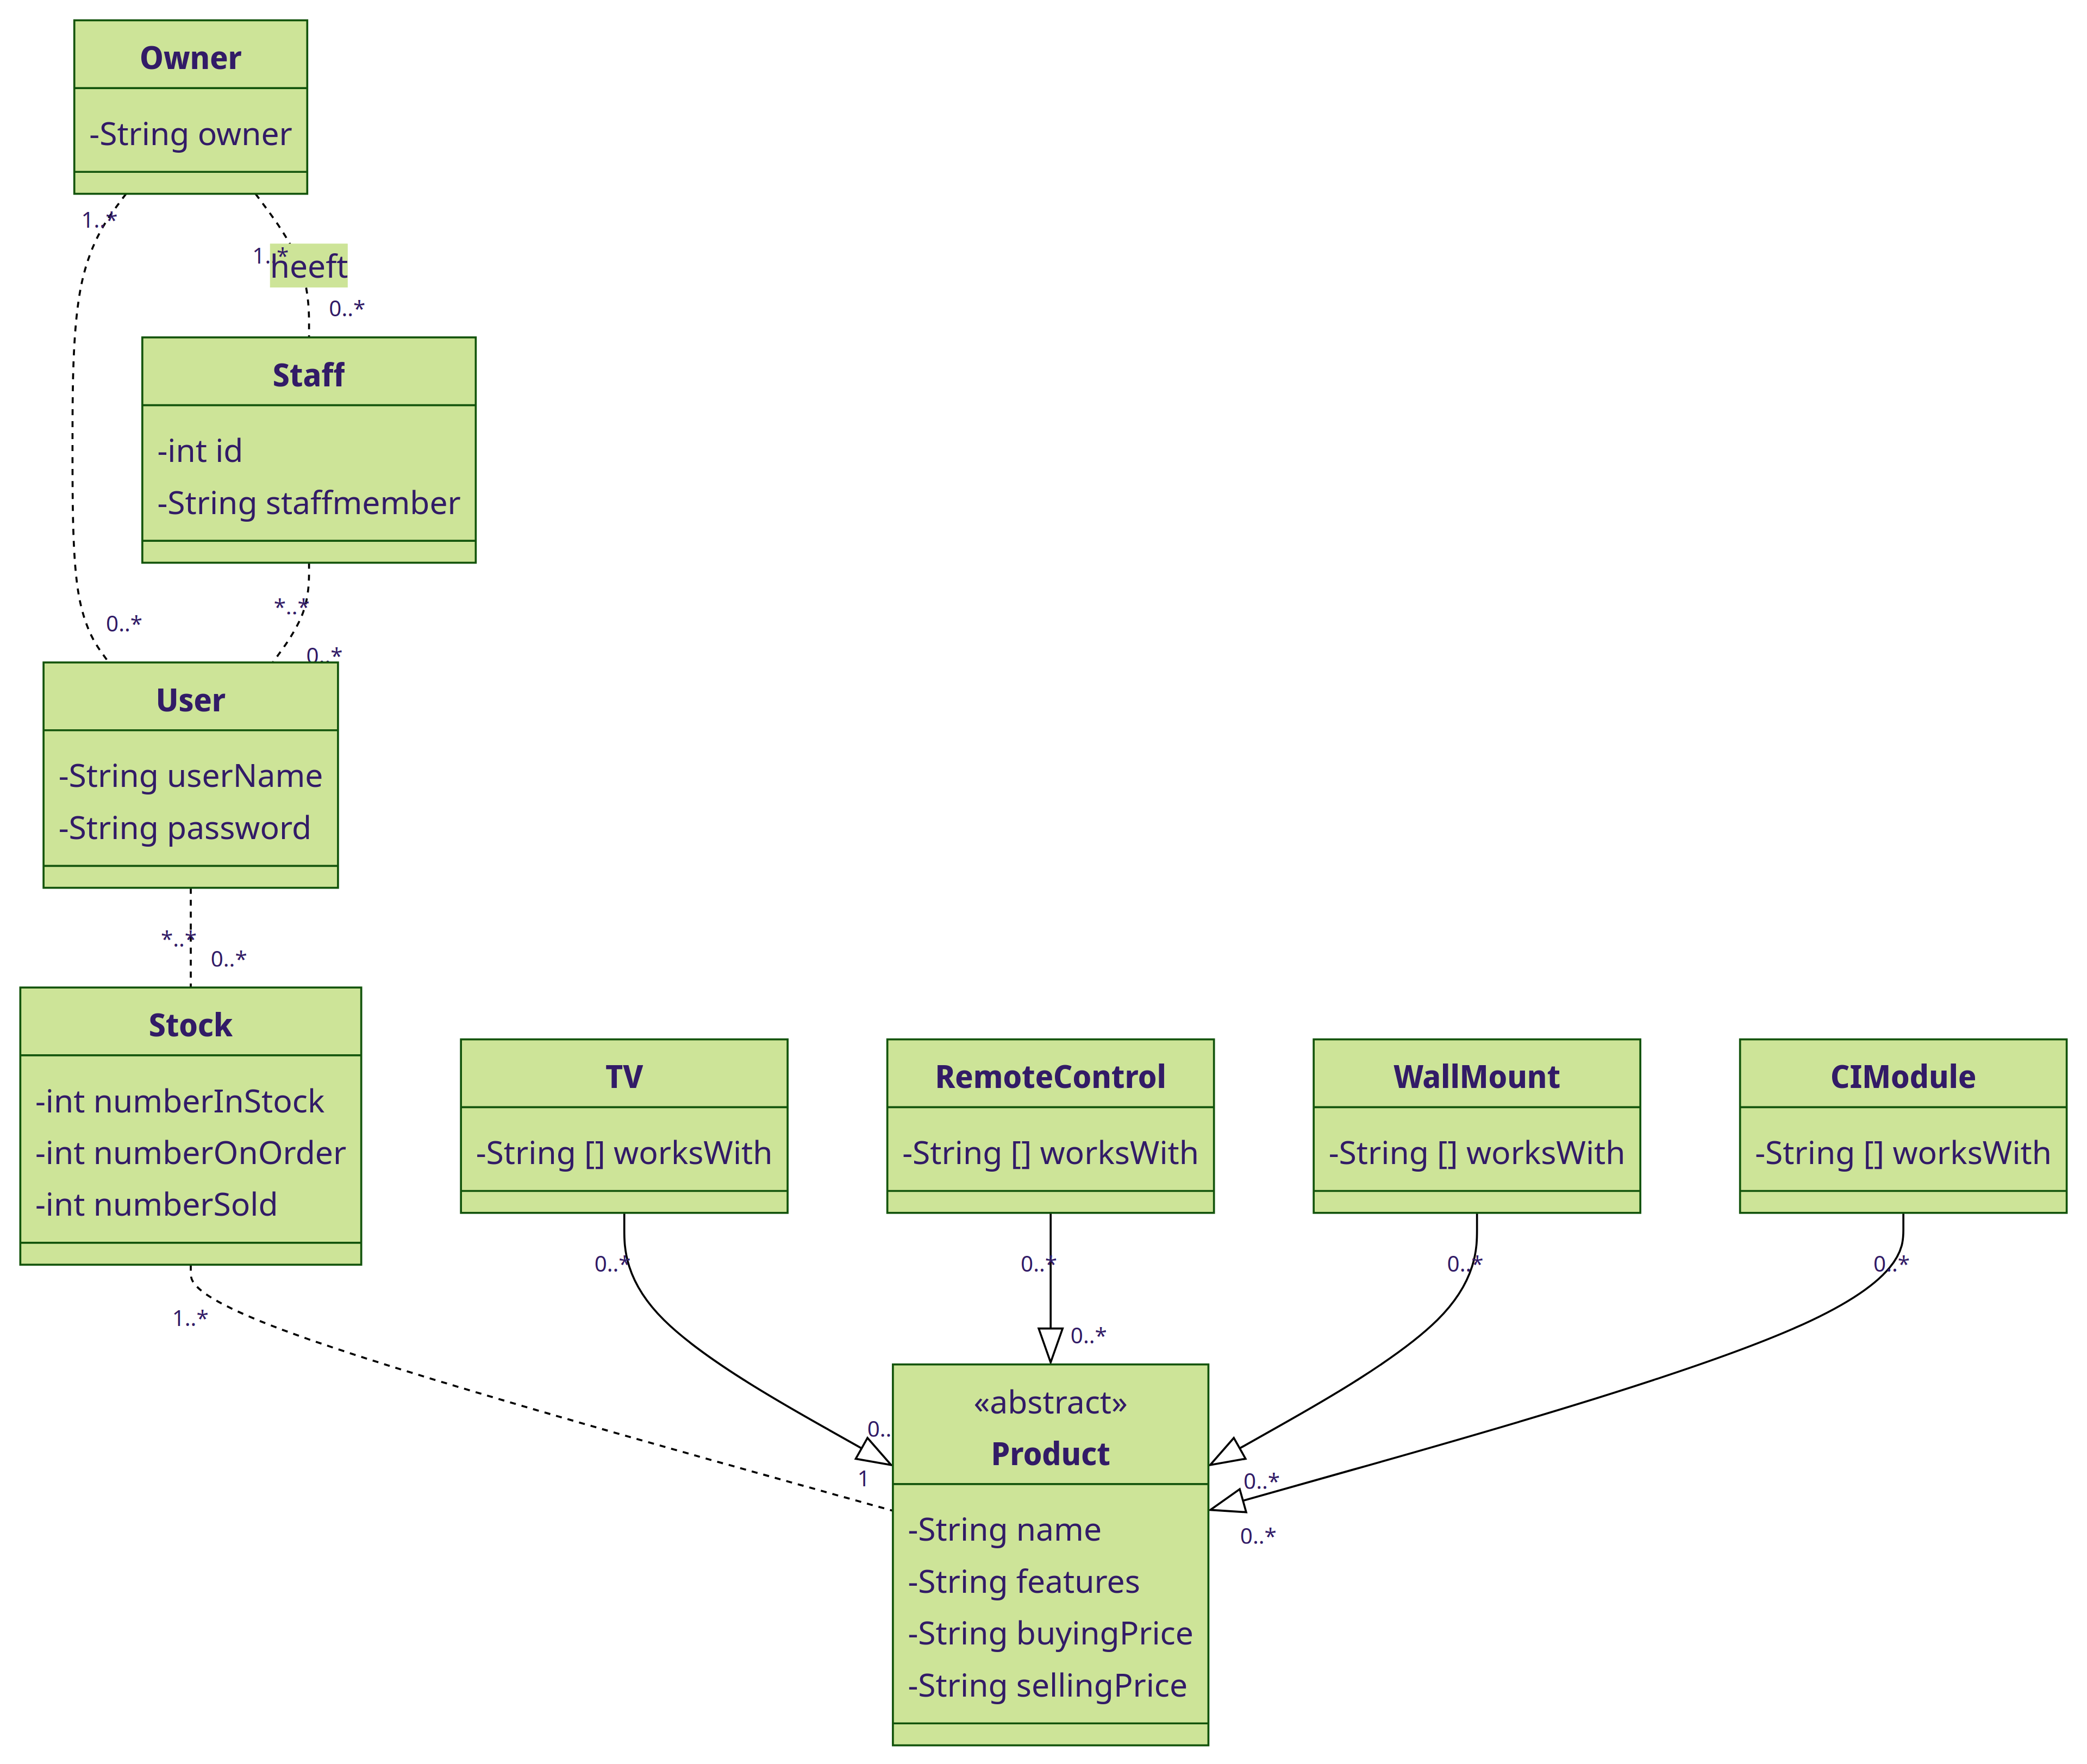 Owner
-String owner
1..*
1..*
heeft
0..*
Staff
-int id
-String staffmember
*..*
0..*
0..*
User
-String userName
-String password
*..*
0..*
Stock
-int numberInStock
-int numberOnOrder
-int numberSold
TV
-String [] worksWith
RemoteControl
-String [] worksWith
WallMount
-String [] worksWith
CIModule
-String [] worksWith
0..*
0..*
0..*
0..*
1..*
0..*
«abstract»
Product
0..
1
0..*
0..*
-String name
-String features
-String buyingPrice
-String sellingPrice